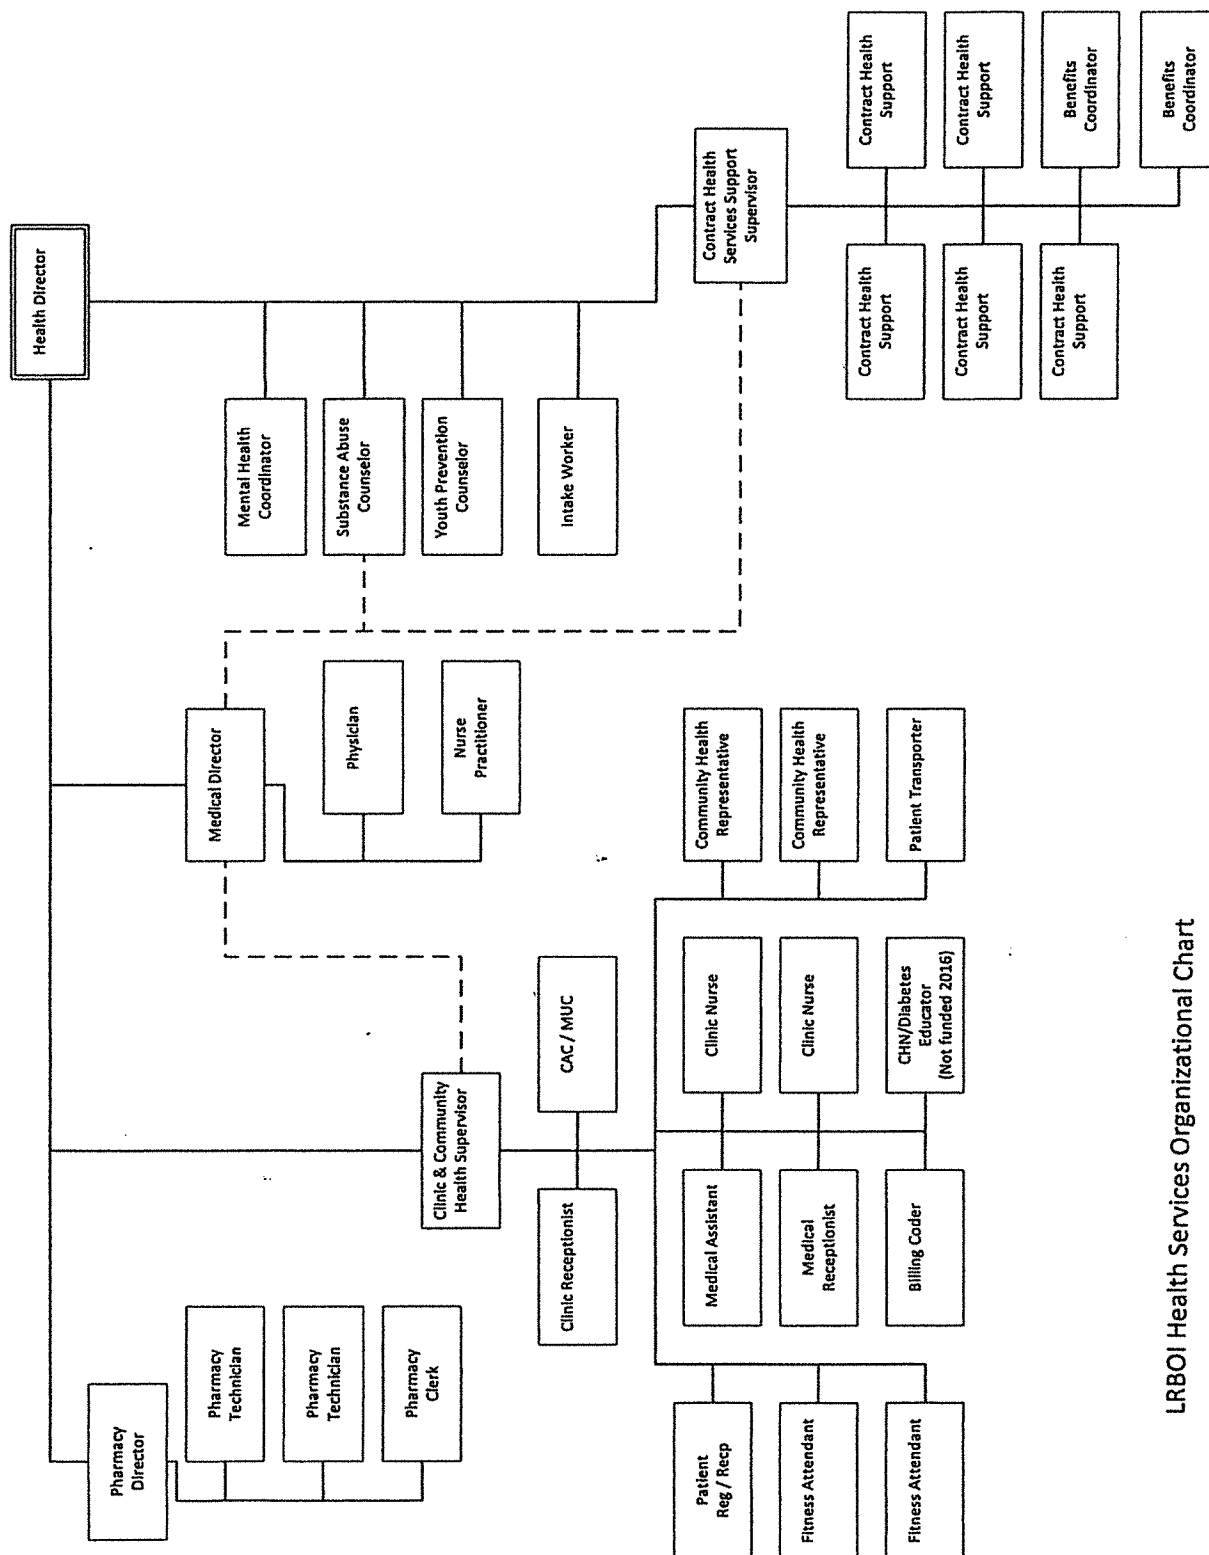 Health Director
Pharmacy
Director
Pharmacy
Technician
Pharmacy
Technician
Pharmacy
Clerk
Medical Director
Physician
Nurse
Practitioner
Mental Health
Coordinator
Substance Abuse
Counselor
Youth Prevention
Counselor
Intake Worker
Clinic & Community
Health Supervisor
Clinic Receptionist
CAC / MUC
Contract Health
Services Support
Supervisor
Patient
Reg / Recp
Fitness Attendant
Fitness Attendant
Medical Assistant
Medical
Receptionist
Billing Coder
Clinic Nurse
Clinic Nurse
CHN/Diabetes
Educator
(Not funded 2016)
Community Health
Representative
Community Health
Representative
Patient Transporter
Contract Health
Support
Contract Health
Support
Contract Health
Support
Contract Health
Support
Contract Health
Support
Benefits
Coordinator
Benefits
Coordinator
LRBOI Health Services Organizational Chart